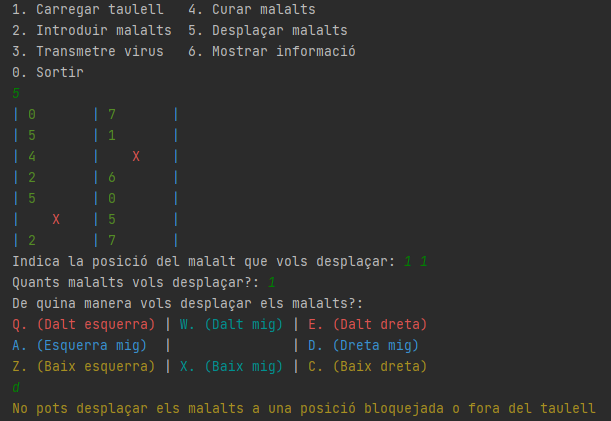 1. Carregar taulell   4. Curar malalts
2. Introduir malalts  5. Desplaçar malalts
3. Transmetre virus   6. Mostrar informació
0. Sortir
5
| 0       | 7       |
| 5       | 1       |
| 4       |    X    |
| 2       | 6       |
| 5       | 0       |
|    X    | 5       |
| 2       | 7       |
Indica la posició del malalt que vols desplaçar: 1 1
Quants malalts vols desplaçar?: 1
De quina manera vols desplaçar els malalts?:
Q. (Dalt esquerra) | W. (Dalt mig) | E. (Dalt dreta)
A. (Esquerra mig)  |               | D. (Dreta mig)
Z. (Baix esquerra) | X. (Baix mig) | C. (Baix dreta)
d
No pots desplaçar els malalts a una posició bloquejada o fora del taulell